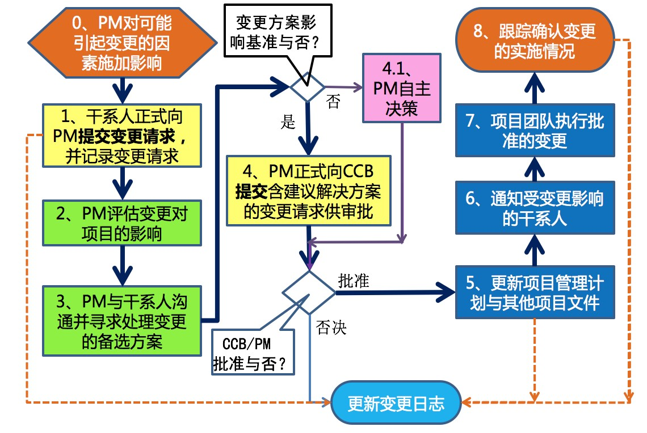 0、PM对可能
引起变更的因
素施加影响
1、干系人正式向
PM提交变更请求，
并记录变更请求
2、PM评估变更对
项目的影响
3、PM与干系人沟
通并寻求处理变更
的备选方案
变更方案影
响基准与否？
否
是
4.1、
PM自主
决策
4、PM正式向CCB
提交含建议解决方案
的变更请求供审批
批准
否决
CCB/PM
批准与否？
5、更新项目管理计
划与其他项目文件
6、通知受变更影响
的干系人
7、项目团队执行批
准的变更
8、跟踪确认变更
的实施情况
更新变更日志